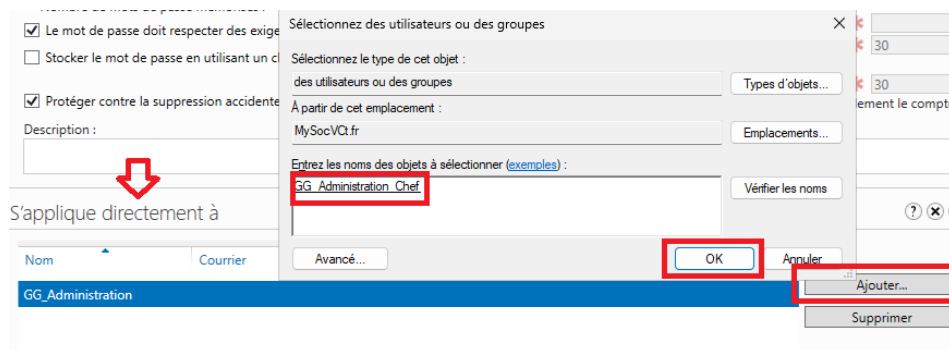 Le mot de passe doit respecter des exige
Stocker le mot de passe en utilisant un cl
Protéger contre la suppression accidente
Description :
Sélectionnez des utilisateurs ou des groupes
Sélectionnez le type de cet objet :
des utilisateurs ou des groupes
Types d'objets...
À partir de cet emplacement :
MySocVCt.fr
Emplacements...
Entrez les noms des objets à sélectionner (exemples) :
GG_Administration_Chef
Vérifier les noms
Avancé...
OK
Annuler
30
30
ement le compt
S'applique directement à
Nom
Courrier
GG_Administration
Ajouter...
Supprimer